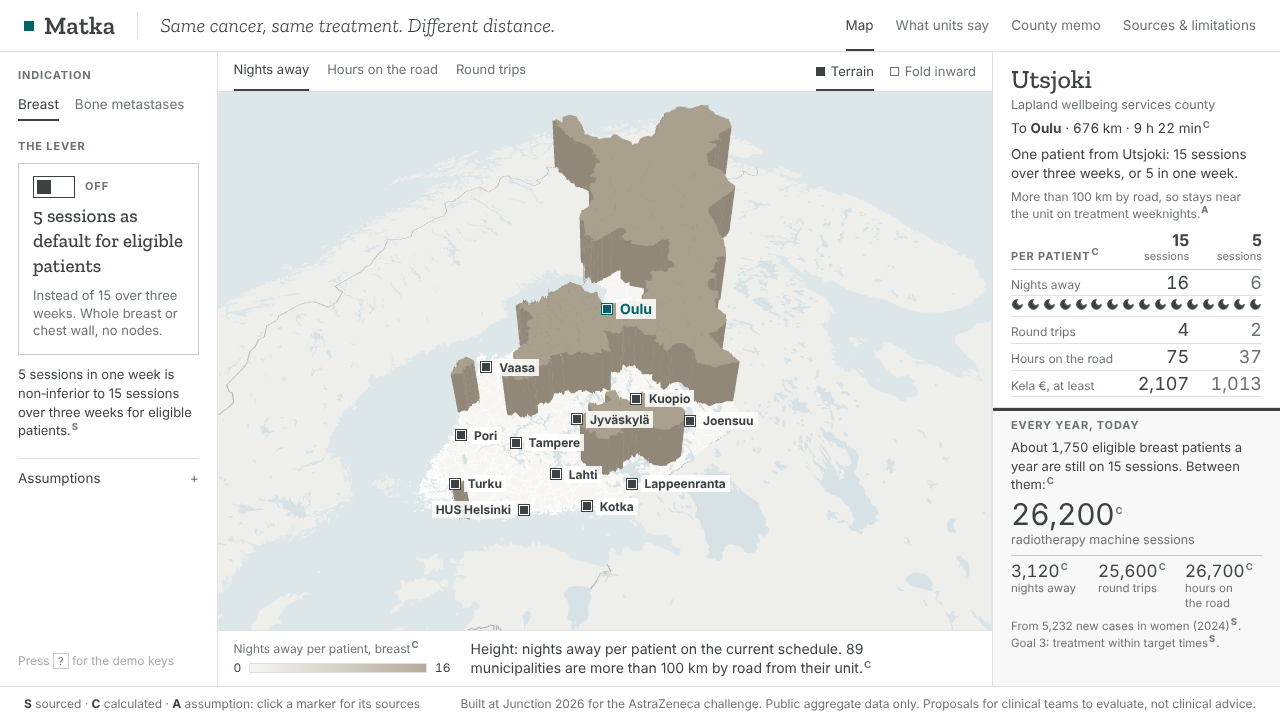 Matka
Same cancer, same treatment. Different distance.
Map
What units say
County memo
Sources & limitations
INDICATION
Breast
Bone metastases
THE LEVER
OFF
5 sessions as
default for eligible
patients
Instead of 15 over three
weeks. Whole breast or
chest wall, no nodes.
5 sessions in one week is
non-inferior to 15 sessions
over three weeks for eligible
patients.S
Assumptions +
Press ? for the demo keys
Nights away
Hours on the road
Round trips
Terrain
Fold inward
Oulu
Vaasa
Kuopio
Jyväskylä
Joensuu
Pori
Tampere
Lahti
Turku
Lappeenranta
HUS Helsinki
Kotka
Nights away per patient, breastC
0 16
Height: nights away per patient on the current schedule. 89
municipalities are more than 100 km by road from their unit.C
Utsjoki
Lapland wellbeing services county
To Oulu · 676 km · 9 h 22 minC
One patient from Utsjoki: 15 sessions
over three weeks, or 5 in one week.
More than 100 km by road, so stays near
the unit on treatment weeknights.A
PER PATIENTC 15 sessions 5 sessions
Nights away 16 6
Round trips 4 2
Hours on the road 75 37
Kela €, at least 2,107 1,013
EVERY YEAR, TODAY
About 1,750 eligible breast patients a
year are still on 15 sessions. Between
them:C
26,200C
radiotherapy machine sessions
3,120C 25,600C 26,700C
nights away round trips hours on
the road
From 5,232 new cases in women (2024)S.
Goal 3: treatment within target timesS.
S sourced · C calculated · A assumption: click a marker for its sources
Built at Junction 2026 for the AstraZeneca challenge. Public aggregate data only. Proposals for clinical teams to evaluate, not clinical advice.